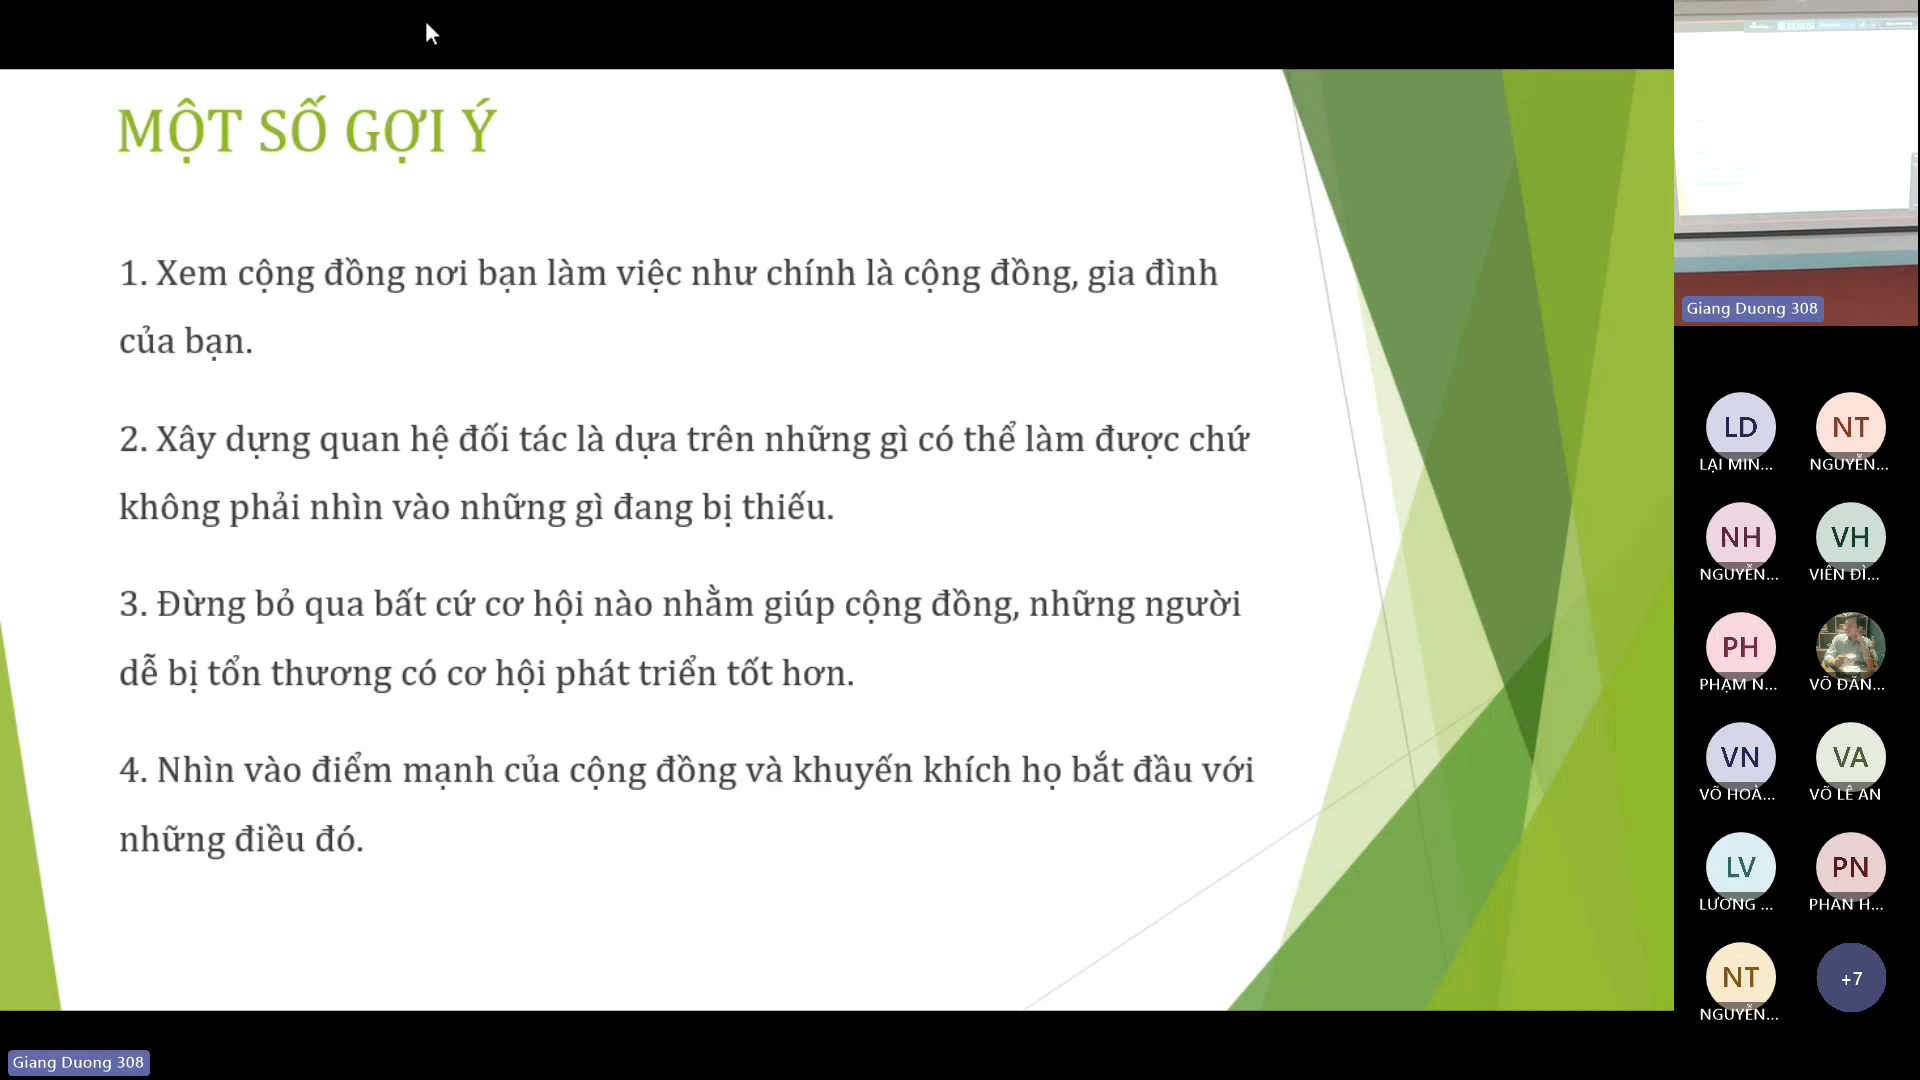 MỘT SỐ GỢI Ý
1. Xem cộng đồng nơi bạn làm việc như chính là cộng đồng, gia đình
của bạn.
2. Xây dựng quan hệ đối tác là dựa trên những gì có thể làm được chứ
không phải nhìn vào những gì đang bị thiếu.
3. Đừng bỏ qua bất cứ cơ hội nào nhằm giúp cộng đồng, những người
dễ bị tổn thương có cơ hội phát triển tốt hơn.
4. Nhìn vào điểm mạnh của cộng đồng và khuyến khích họ bắt đầu với
những điều đó.
Giang Duong 308
Giang Duong 308
LD
NT
LẠI MIN...
NGUYỄN...
NH
VH
NGUYỄN...
VIÊN ĐÌ...
PH
PHẠM N...
VÕ ĐĂN...
VN
VA
VÕ HOÀ...
VÕ LÊ AN
LV
PN
LƯƠNG ...
PHAN H...
NT
+7
NGUYỄN...